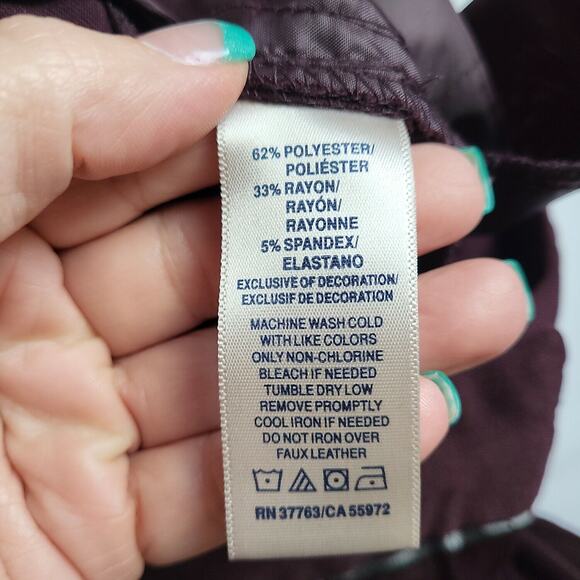 62% POLYESTER/
POLIÉSTER
33% RAYON/
RAYÓN/
RAYONNE
5% SPANDEX/
ELASTANO
EXCLUSIVE OF DECORATION/
EXCLUSIF DE DECORATION
MACHINE WASH COLD
WITH LIKE COLORS
ONLY NON-CHLORINE
BLEACH IF NEEDED
TUMBLE DRY LOW
REMOVE PROMPTLY
COOL IRON IF NEEDED
DO NOT IRON OVER
FAUX LEATHER
RN 37763/CA 55972